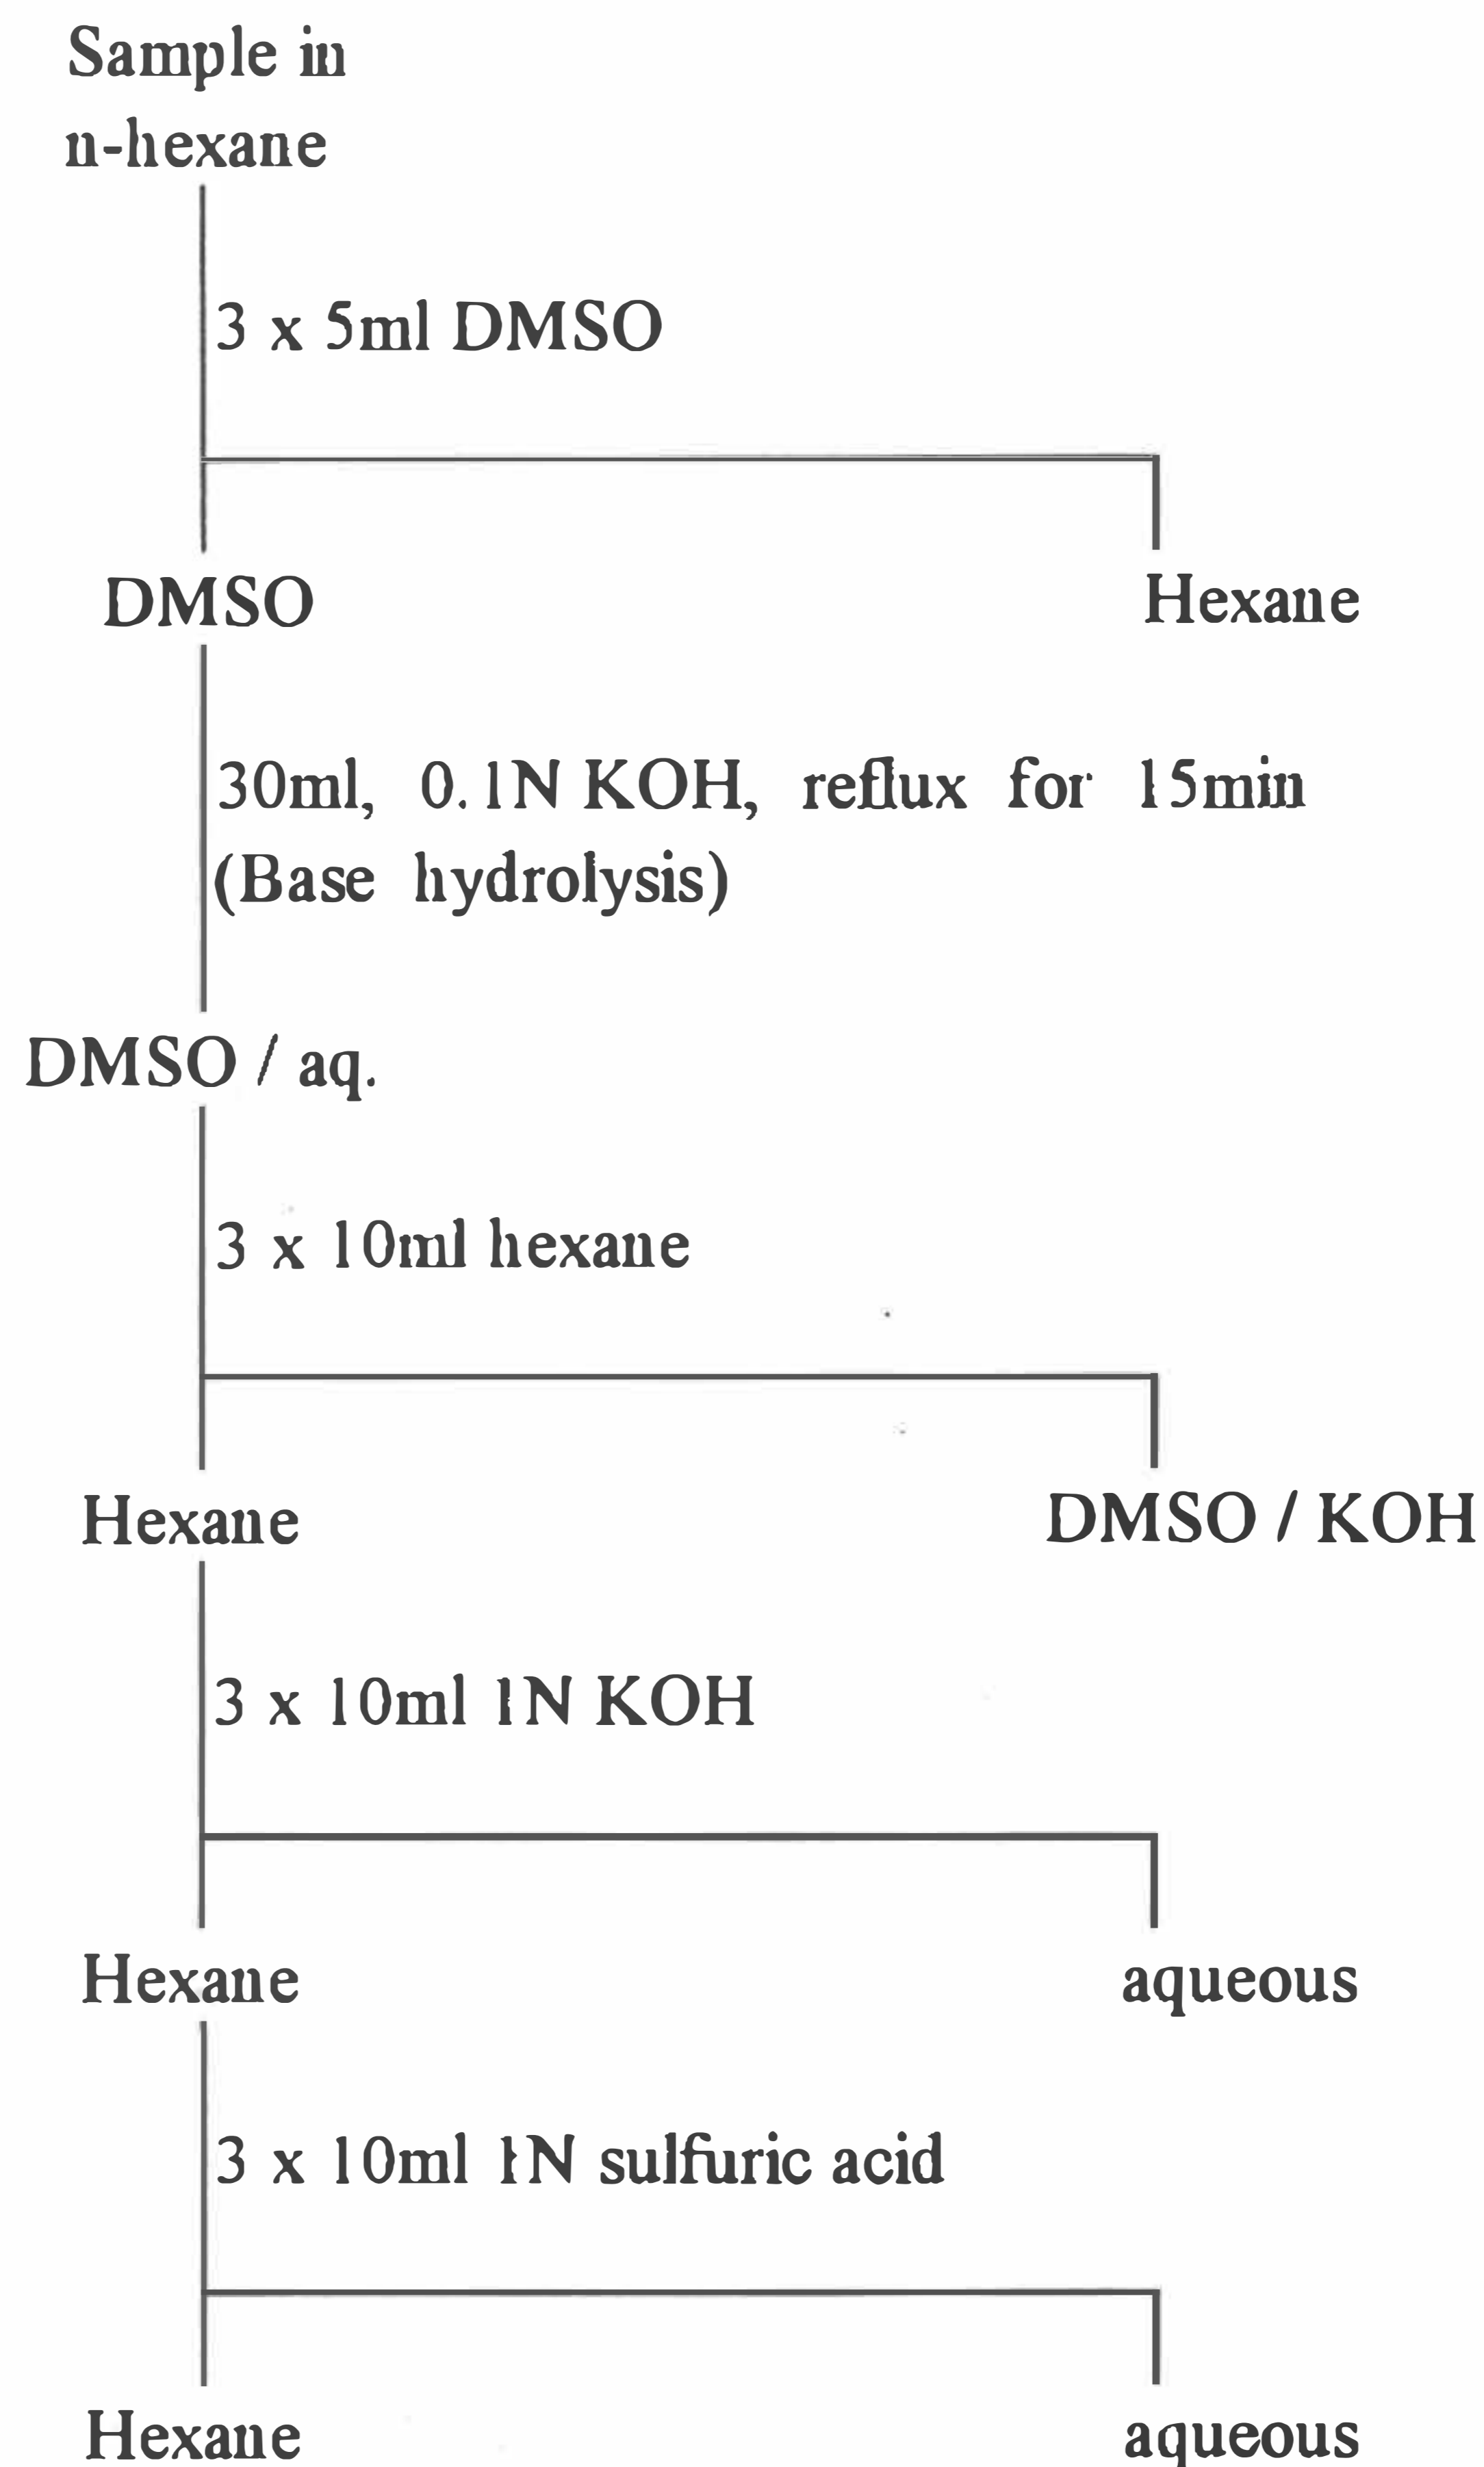 Sample in
n-hexane
3 x 5ml DMSO
DMSO
Hexane
30ml, 0.1N KOH, reflux for 15min
(Base hydrolysis)
DMSO / aq.
3 x 10ml hexane
Hexane
DMSO / KOH
3 x 10ml 1N KOH
Hexane
aqueous
3 x 10ml 1N sulfuric acid
Hexane
aqueous